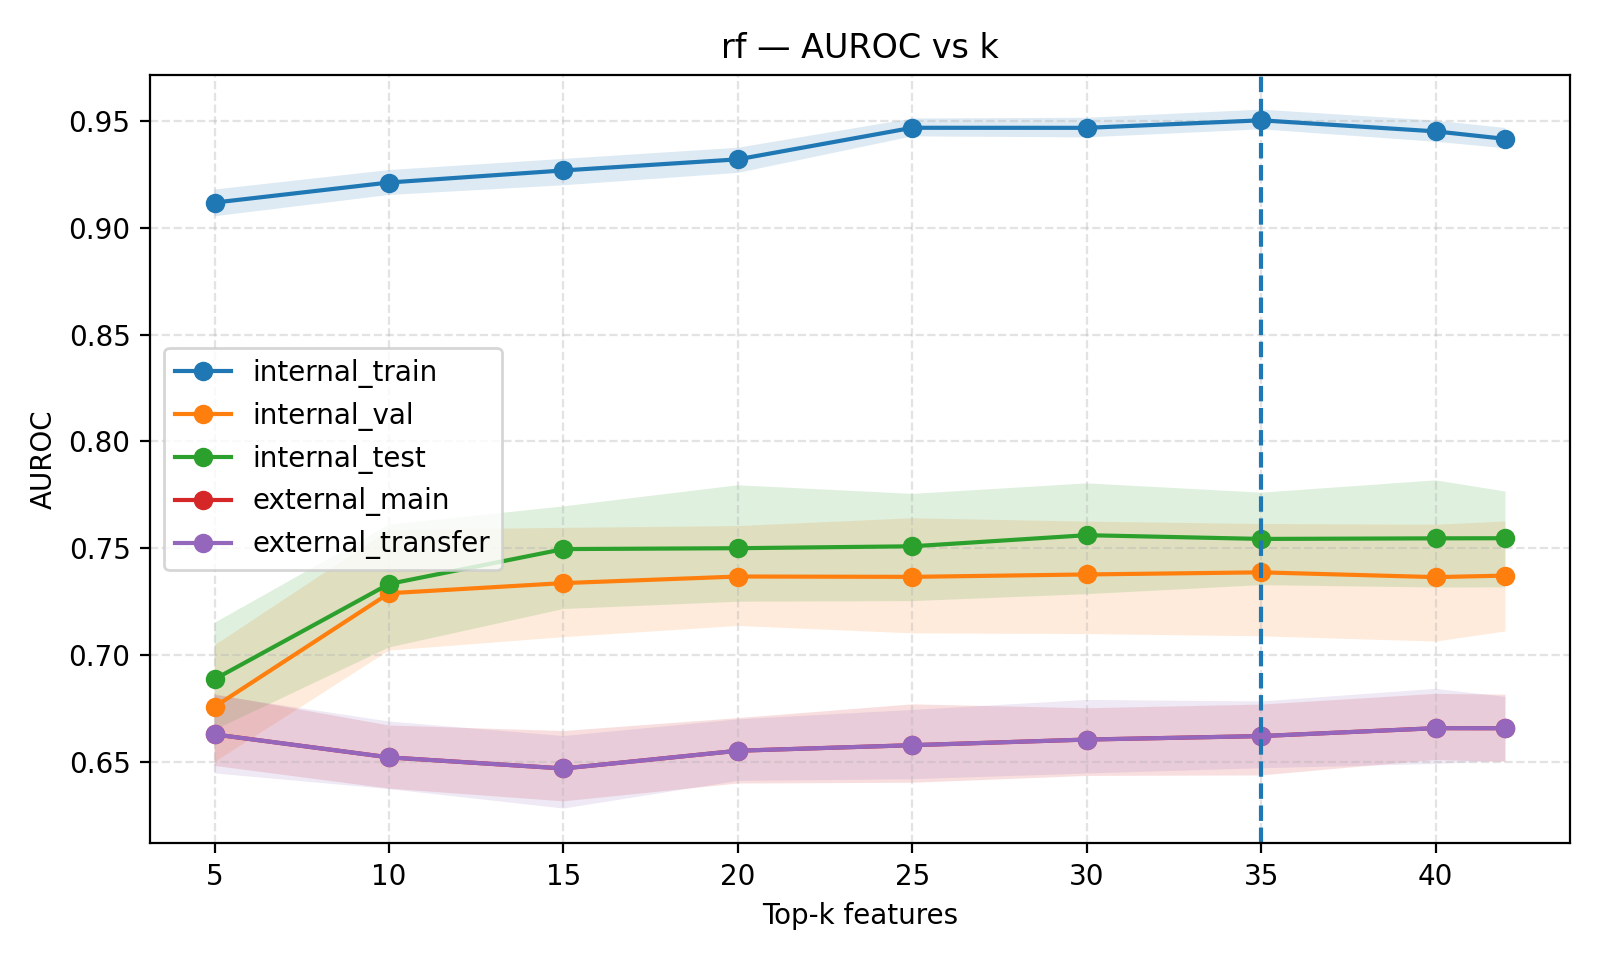 rf — AUROC vs k
AUROC
0.95
0.90
0.85
0.80
0.75
0.70
0.65
internal_train
internal_val
internal_test
external_main
external_transfer
5 10 15 20 25 30 35 40
Top-k features